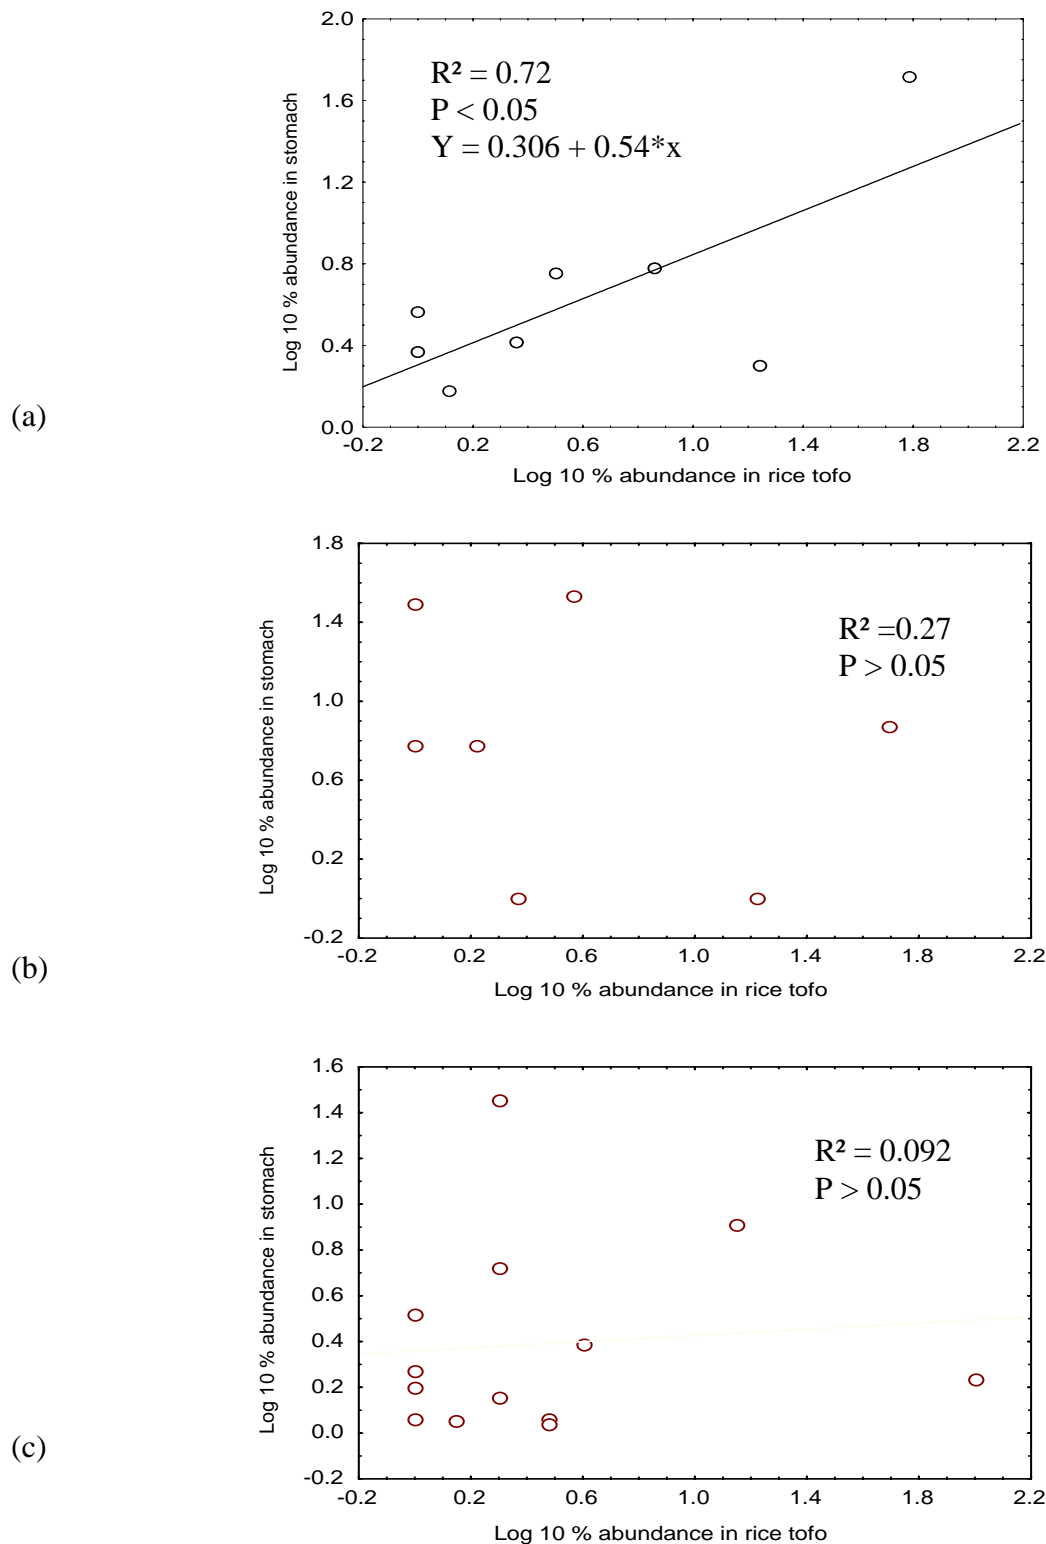 2.0
R² = 0.72
P < 0.05
Y = 0.306 + 0.54*x
1.6
1.2
0.8
0.4
0.0
Log 10 % abundance in stomach
(a)
-0.2 0.2 0.6 1.0 1.4 1.8 2.2
Log 10 % abundance in rice tofo
1.8
1.4
1.0
0.6
0.2
-0.2
Log 10 % abundance in stomach
R² =0.27
P > 0.05
(b)
-0.2 0.2 0.6 1.0 1.4 1.8 2.2
Log 10 % abundance in rice tofo
1.6
1.4
1.2
1.0
0.8
0.6
0.4
0.2
0.0
-0.2
Log 10 % abundance in stomach
R² = 0.092
P > 0.05
(c)
-0.2 0.2 0.6 1.0 1.4 1.8 2.2
Log 10 % abundance in rice tofo